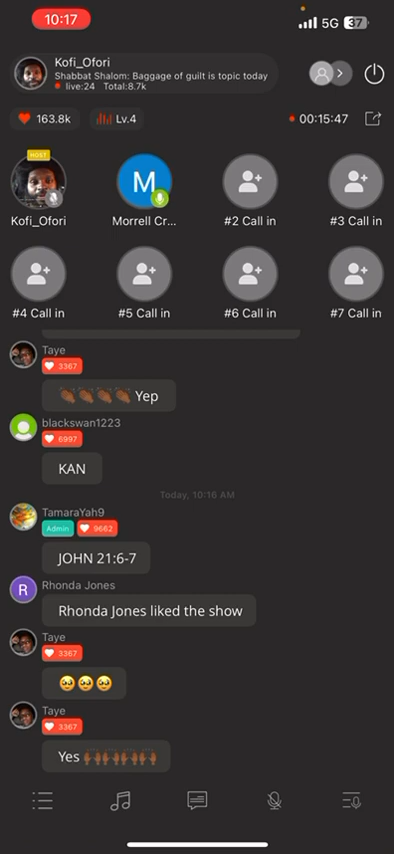 10:17
5G 37
Kofi_Ofori
Shabbat Shalom: Baggage of guilt is topic today
live:24 Total:8.7k
163.8k
Lv.4
00:15:47
HOST
M
Kofi_Ofori
Morrell Cr...
#2 Call in
#3 Call in
#4 Call in
#5 Call in
#6 Call in
#7 Call in
Taye
3367
👏🏾👏🏾👏🏾👏🏾 Yep
blackswan1223
6997
KAN
Today, 10:16 AM
TamaraYah9
Admin 9662
JOHN 21:6-7
R
Rhonda Jones
Rhonda Jones liked the show
Taye
3367
🥹🥹🥹
Taye
3367
Yes 🙌🏾🙌🏾🙌🏾🙌🏾🙌🏾